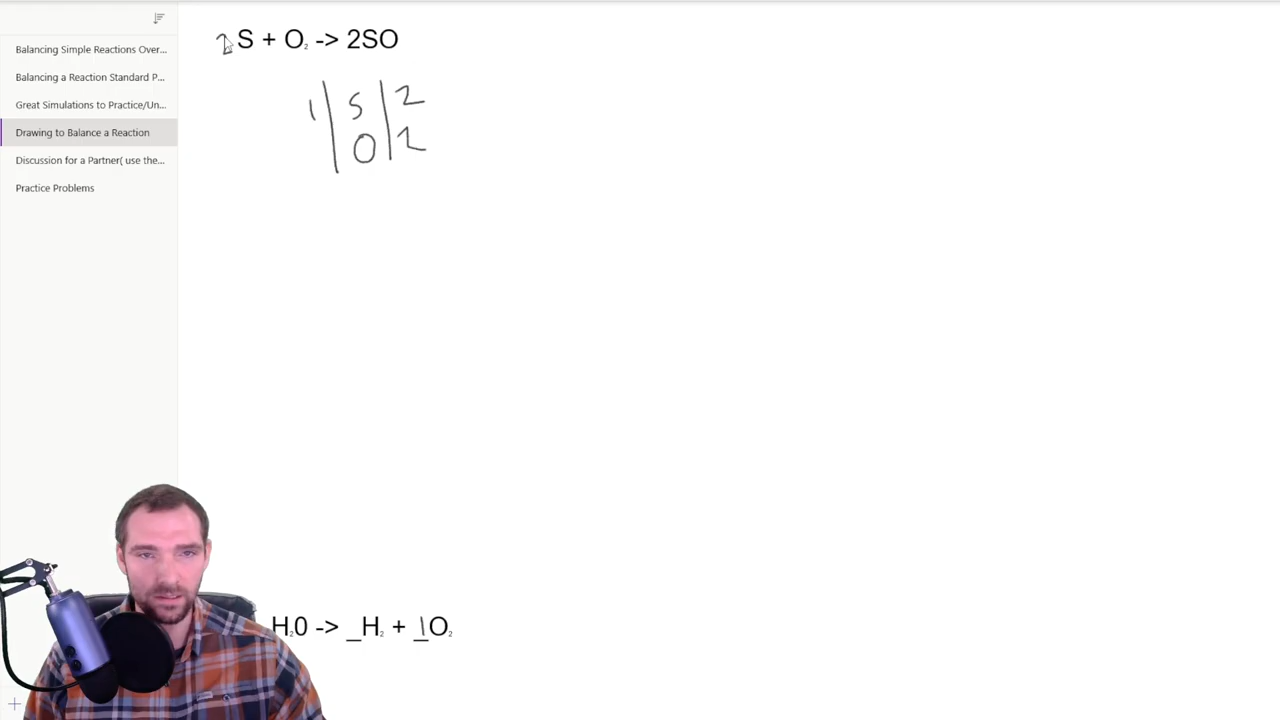 Balancing Simple Reactions Over...
Balancing a Reaction Standard P...
Great Simulations to Practice/Un...
Drawing to Balance a Reaction
Discussion for a Partner( use the...
Practice Problems
2S + O₂ -> 2SO
1 | S | 2
| O | 2
H₂0 -> _H₂ + 1O₂